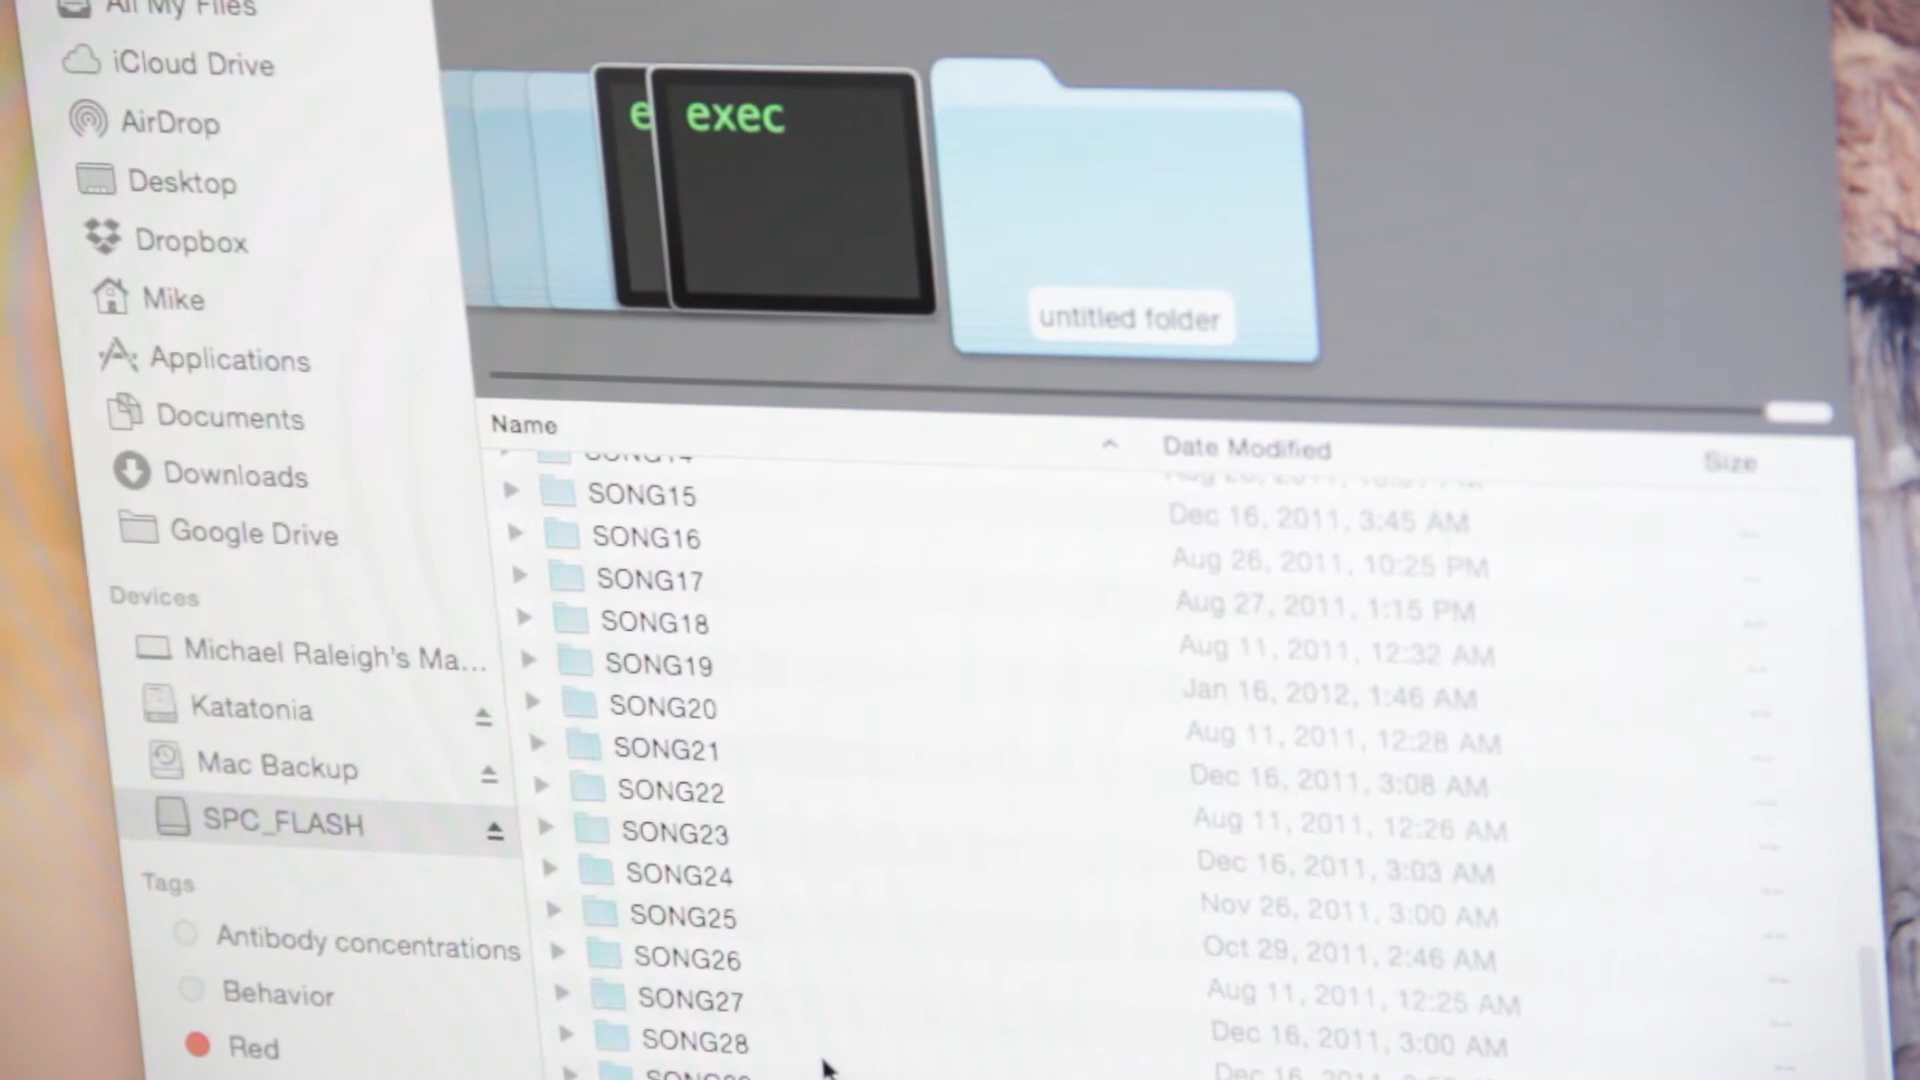 iCloud Drive
AirDrop
Desktop
Dropbox
Mike
Applications
Documents
Downloads
Google Drive
Devices
Michael Raleigh's Ma...
Katatonia
Mac Backup
SPC_FLASH
Tags
Antibody concentrations
Behavior
Red
exec
untitled folder
Name Date Modified Size
SONG14
SONG15 Dec 16, 2011, 3:45 AM --
SONG16 Aug 26, 2011, 10:25 PM --
SONG17 Aug 27, 2011, 1:15 PM --
SONG18 Aug 11, 2011, 12:32 AM --
SONG19 Jan 16, 2012, 1:46 AM --
SONG20 Aug 11, 2011, 12:28 AM --
SONG21 Dec 16, 2011, 3:08 AM --
SONG22 Aug 11, 2011, 12:26 AM --
SONG23 Dec 16, 2011, 3:03 AM --
SONG24 Nov 26, 2011, 3:00 AM --
SONG25 Oct 29, 2011, 2:46 AM --
SONG26 Aug 11, 2011, 12:25 AM --
SONG27 Dec 16, 2011, 3:00 AM --
SONG28